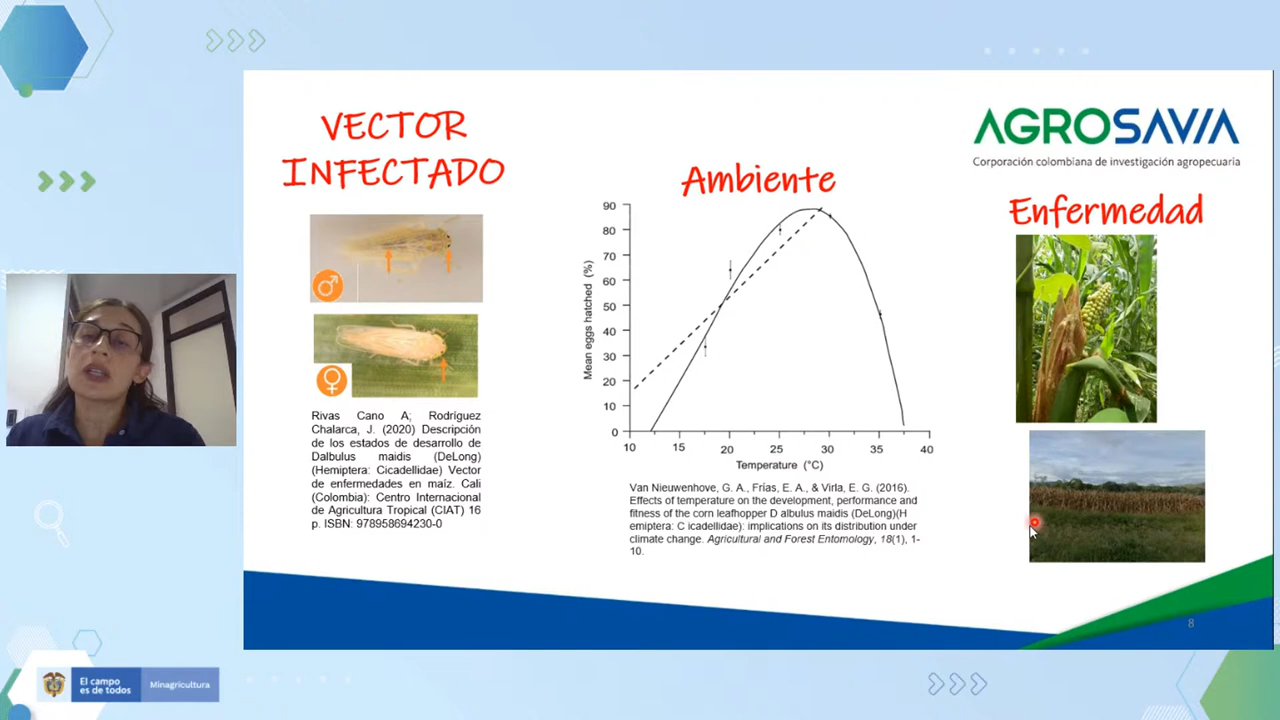 VECTOR
INFECTADO
Rivas Cano A; Rodríguez
Chalarca, J. (2020) Descripción
de los estados de desarrollo de
Dalbulus maidis (DeLong)
(Hemiptera: Cicadellidae) Vector
de enfermedades en maíz. Cali
(Colombia): Centro Internacional
de Agricultura Tropical (CIAT) 16
p. ISBN: 978958694230-0
Ambiente
90
80
70
60
50
40
30
20
10
0
Mean eggs hatched (%)
10 15 20 25 30 35 40
Temperature (°C)
Van Nieuwenhove, G. A., Frías, E. A., & Virla, E. G. (2016).
Effects of temperature on the development, performance and
fitness of the corn leafhopper D albulus maidis (DeLong)(H
emiptera: C icadellidae): implications on its distribution under
climate change. Agricultural and Forest Entomology, 18(1), 1-
10.
AGROSAVIA
Corporación colombiana de investigación agropecuaria
Enfermedad
8
El campo
es de todos
Minagricultura